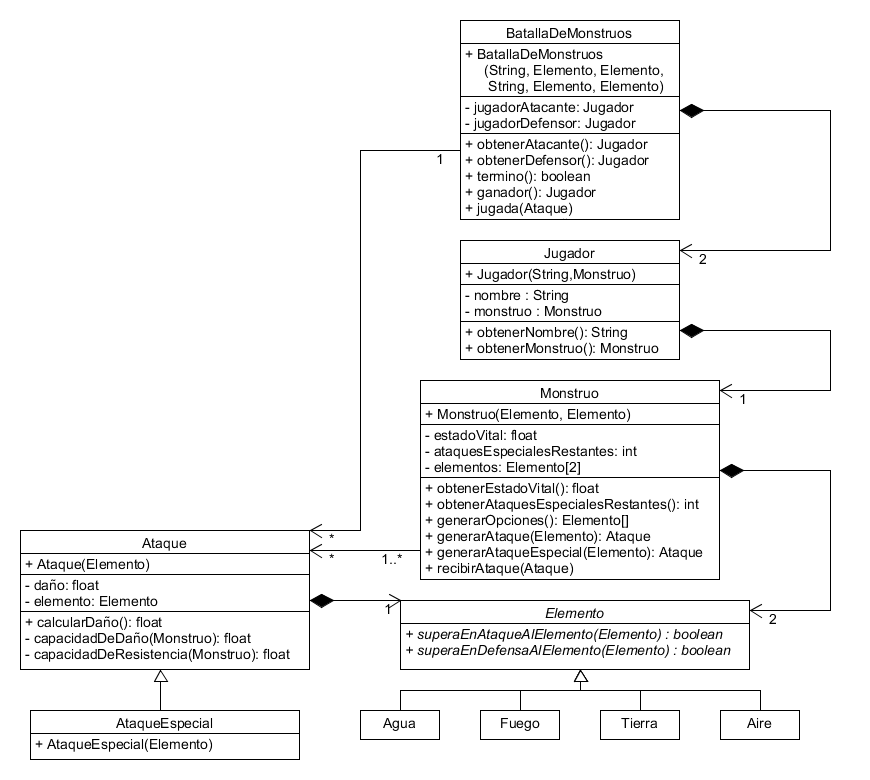 BatallaDeMonstruos
+ BatallaDeMonstruos
(String, Elemento, Elemento,
String, Elemento, Elemento)
- jugadorAtacante: Jugador
- jugadorDefensor: Jugador
+ obtenerAtacante(): Jugador
+ obtenerDefensor(): Jugador
+ termino(): boolean
+ ganador(): Jugador
+ jugada(Ataque)
1
2
Jugador
+ Jugador(String,Monstruo)
- nombre : String
- monstruo : Monstruo
+ obtenerNombre(): String
+ obtenerMonstruo(): Monstruo
1
Monstruo
+ Monstruo(Elemento, Elemento)
- estadoVital: float
- ataquesEspecialesRestantes: int
- elementos: Elemento[2]
+ obtenerEstadoVital(): float
+ obtenerAtaquesEspecialesRestantes(): int
+ generarOpciones(): Elemento[]
+ generarAtaque(Elemento): Ataque
+ generarAtaqueEspecial(Elemento): Ataque
+ recibirAtaque(Ataque)
*
*
1..*
Ataque
+ Ataque(Elemento)
- daño: float
- elemento: Elemento
+ calcularDaño(): float
- capacidadDeDaño(Monstruo): float
- capacidadDeResistencia(Monstruo): float
1
2
Elemento
+ superaEnAtaqueAlElemento(Elemento) : boolean
+ superaEnDefensaAlElemento(Elemento) : boolean
AtaqueEspecial
+ AtaqueEspecial(Elemento)
Agua
Fuego
Tierra
Aire